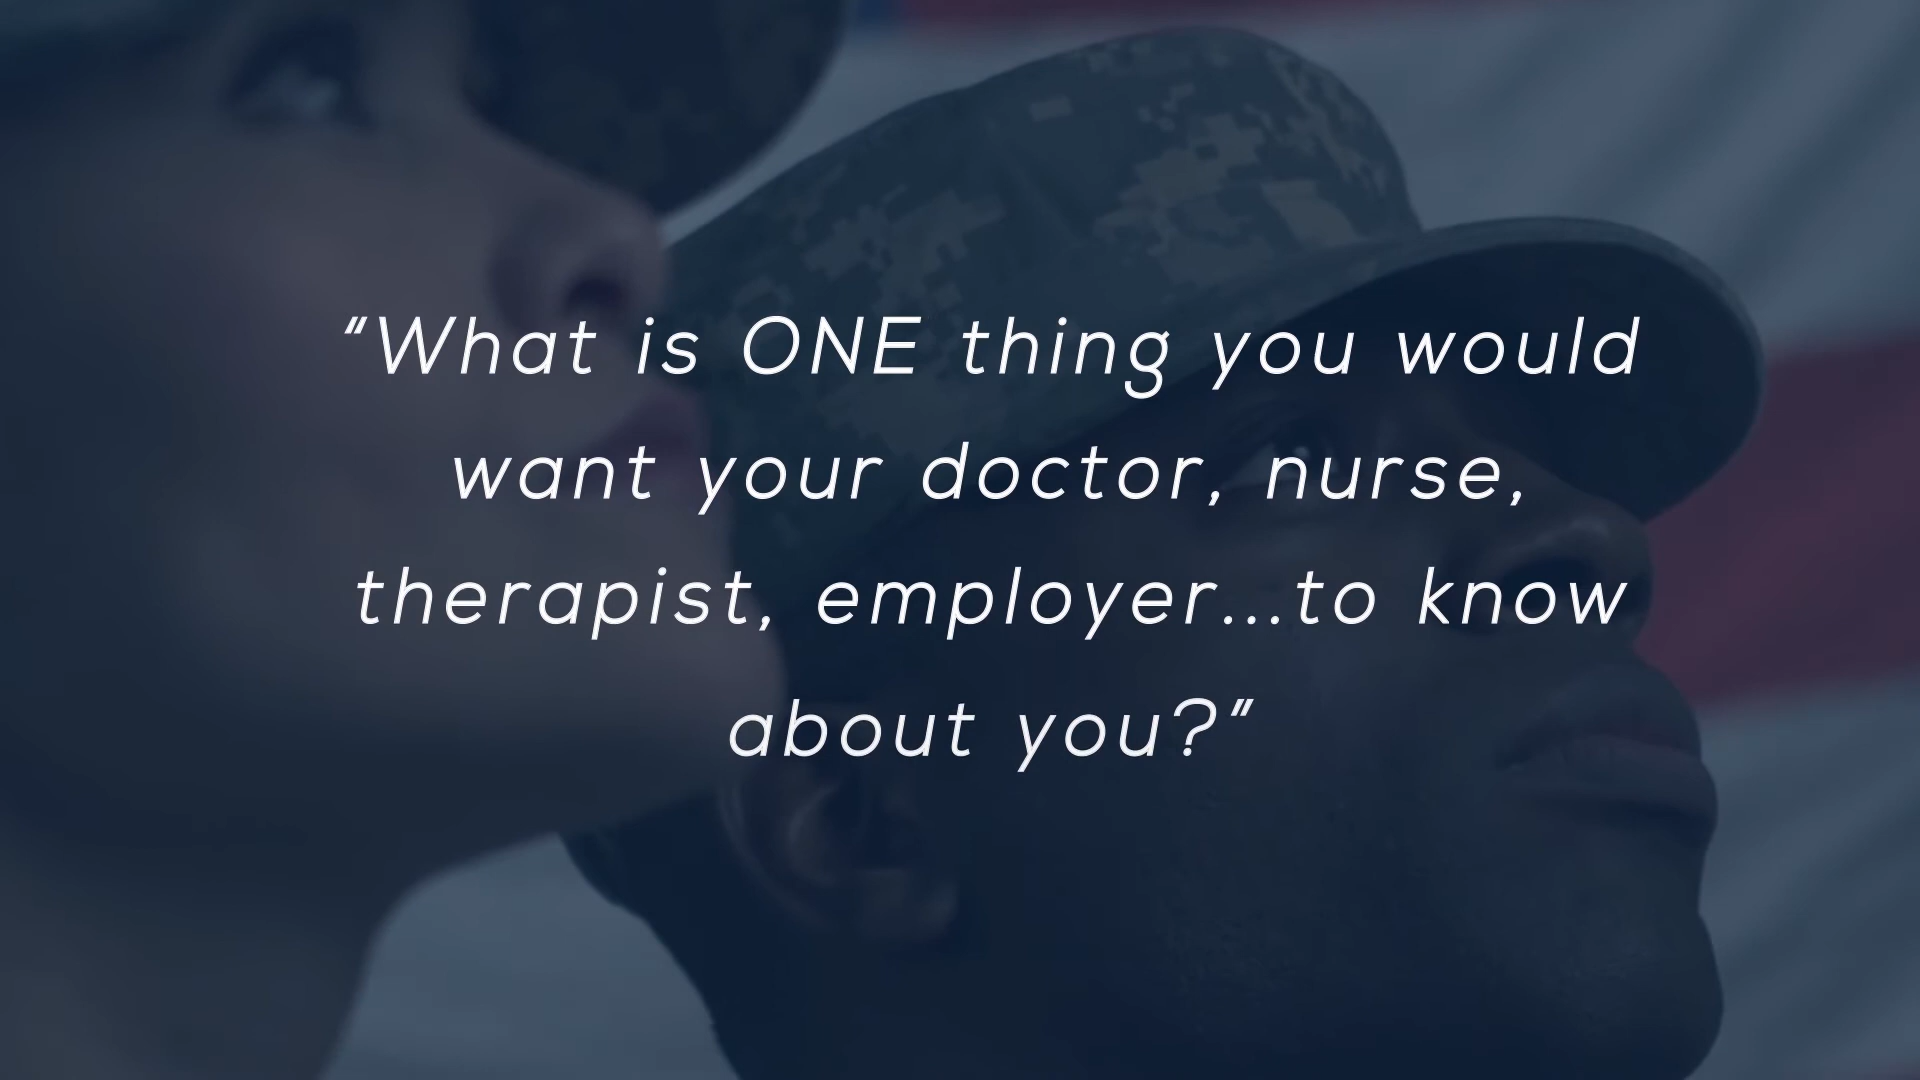 “What is ONE thing you would
want your doctor, nurse,
therapist, employer...to know
about you?”